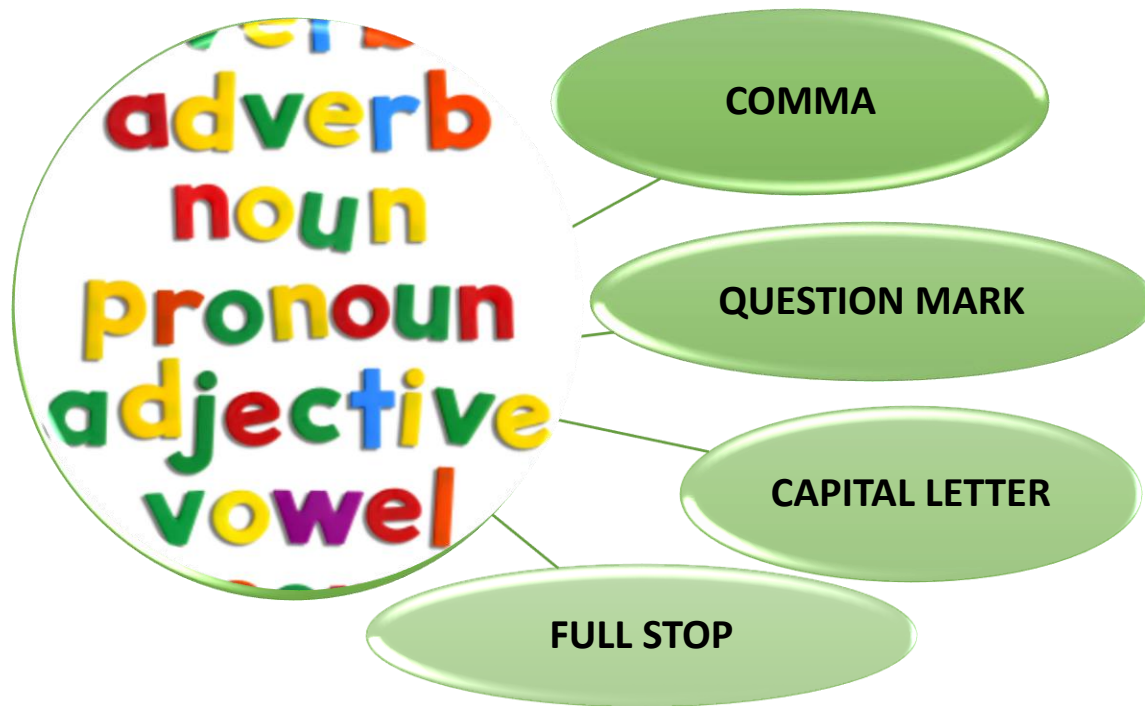 adverb
noun
pronoun
adjective
vowel
COMMA
QUESTION MARK
CAPITAL LETTER
FULL STOP